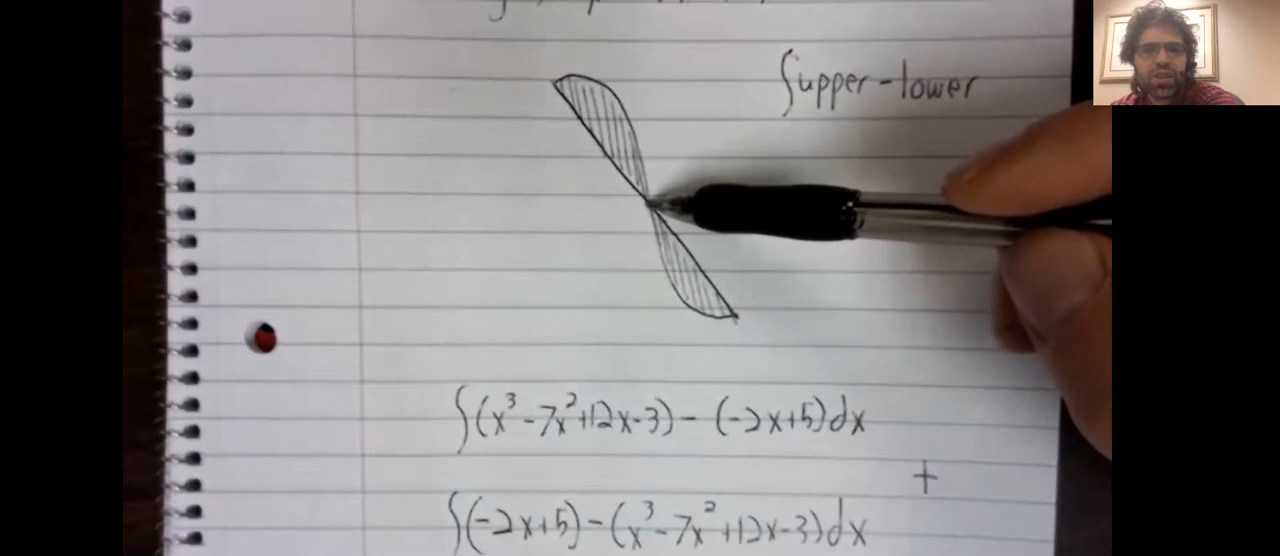 ∫upper-lower
∫(x³-7x²+12x-3)-(-2x+5)dx
+
∫(-2x+5)-(x³-7x²+12x-3)dx